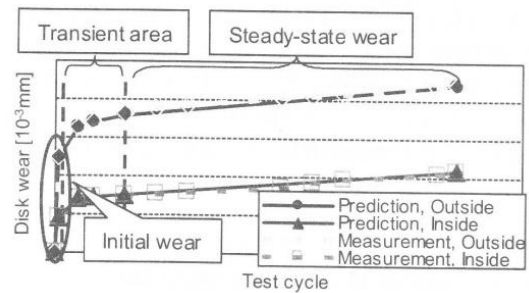 Transient area
Steady-state wear
Disk wear [10-3mm]
Initial wear
Prediction, Outside
Prediction, Inside
Measurement, Outside
Measurement. Inside
Test cycle